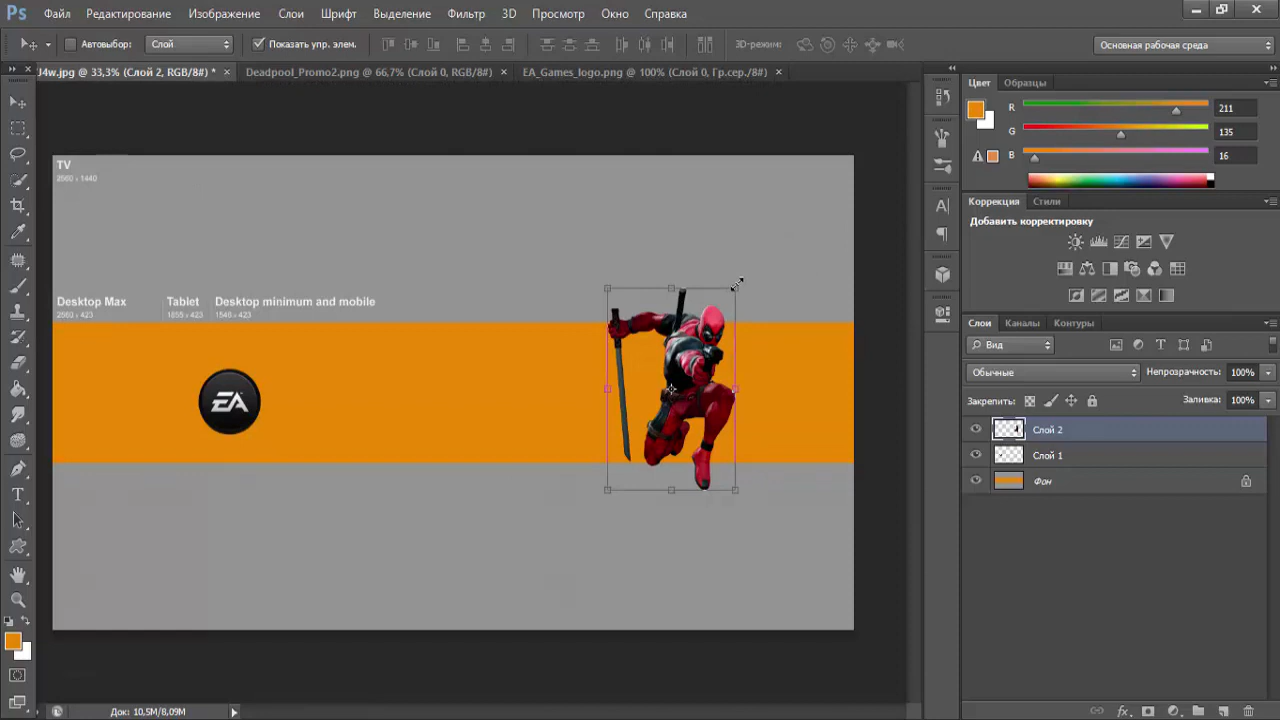 Ps Файл Редактирование Изображение Слои Шрифт Выделение Фильтр 3D Просмотр Окно Справка
Автовыбор: Слой Показать упр. элем. 3D-режим: Основная рабочая среда
J4w.jpg @ 33,3% (Слой 2, RGB/8#) * × Deadpool_Promo2.png @ 66,7% (Слой 0, RGB/8#) × EA_Games_logo.png @ 100% (Слой 0, Гр.сер./8#) ×
Цвет Образцы
R 211
G 135
B 16
Коррекция Стили
Добавить корректировку
TV
2560 x 1440
Desktop Max Tablet Desktop minimum and mobile
2560 x 423 1855 x 423 1546 x 423
EA
Слои Каналы Контуры
Вид
Обычные Непрозрачность: 100%
Закрепить: Заливка: 100%
Слой 2
Слой 1
Фон
Док: 10,5M/8,09M
fx